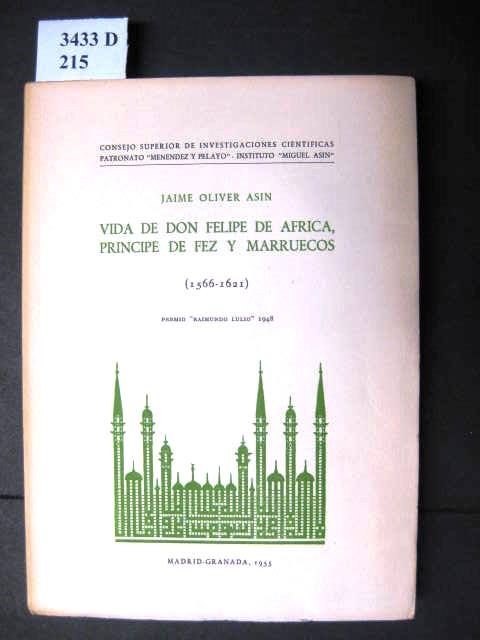 3433 D
215
CONSEJO SUPERIOR DE INVESTIGACIONES CIENTIFICAS
PATRONATO "MENENDEZ Y PELAYO" - INSTITUTO "MIGUEL ASIN"
JAIME OLIVER ASIN
VIDA DE DON FELIPE DE AFRICA,
PRINCIPE DE FEZ Y MARRUECOS
(1566-1621)
PREMIO "RAIMUNDO LULIO" 1948
MADRID-GRANADA, 1955